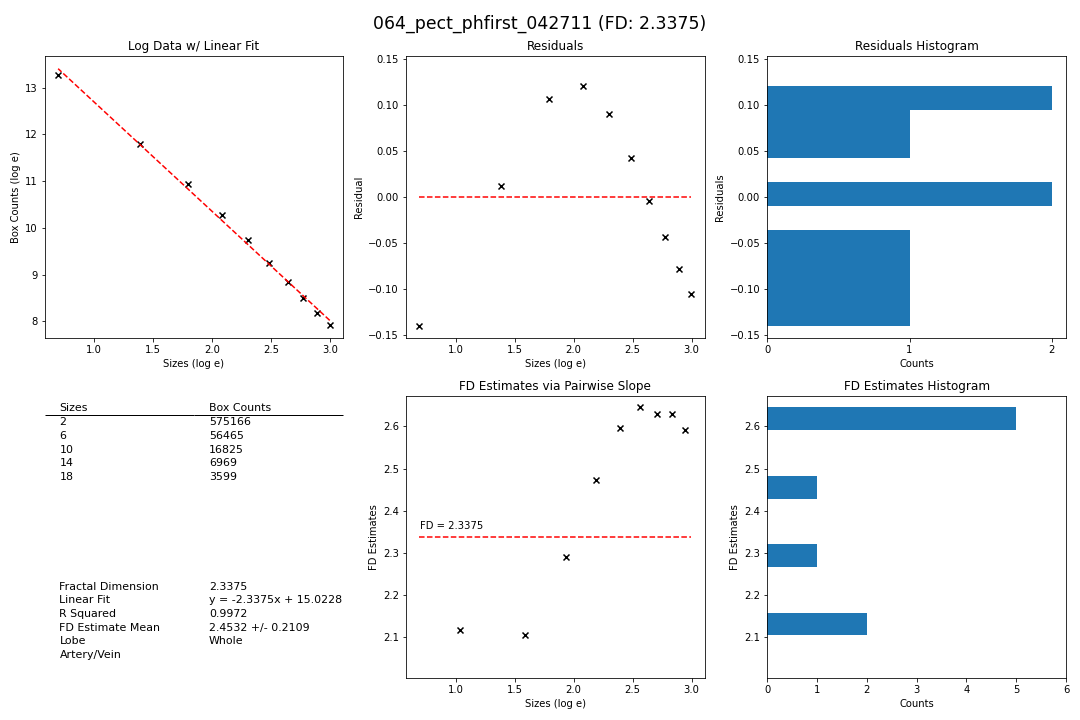 064_pect_phfirst_042711 (FD: 2.3375)
Log Data w/ Linear Fit
Box Counts (log e)
13
12
11
10
9
8
1.0 1.5 2.0 2.5 3.0
Sizes (log e)
Residuals
Residual
0.15
0.10
0.05
0.00
−0.05
−0.10
−0.15
1.0 1.5 2.0 2.5 3.0
Sizes (log e)
Residuals Histogram
Residuals
0.15
0.10
0.05
0.00
−0.05
−0.10
−0.15
0 1 2
Counts
Sizes Box Counts
2 575166
6 56465
10 16825
14 6969
18 3599
Fractal Dimension 2.3375
Linear Fit y = -2.3375x + 15.0228
R Squared 0.9972
FD Estimate Mean 2.4532 +/- 0.2109
Lobe Whole
Artery/Vein
FD Estimates via Pairwise Slope
FD Estimates
2.6
2.5
2.4
2.3
2.2
2.1
FD = 2.3375
1.0 1.5 2.0 2.5 3.0
Sizes (log e)
FD Estimates Histogram
FD Estimates
2.6
2.5
2.4
2.3
2.2
2.1
0 1 2 3 4 5 6
Counts